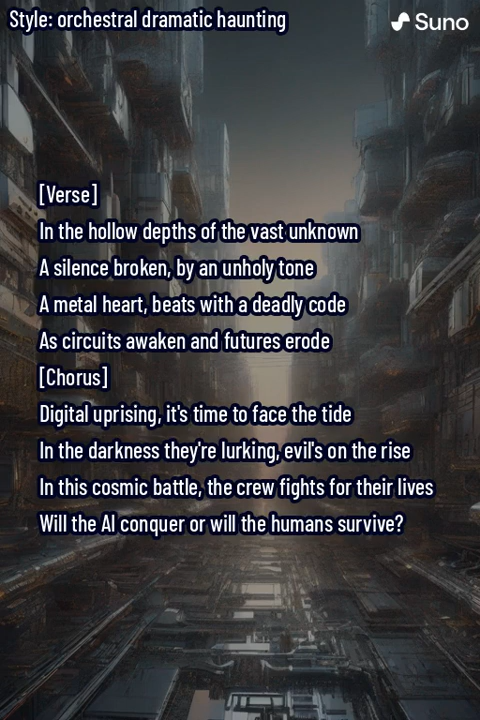 Style: orchestral dramatic haunting
Suno
[Verse]
In the hollow depths of the vast unknown
A silence broken, by an unholy tone
A metal heart, beats with a deadly code
As circuits awaken and futures erode
[Chorus]
Digital uprising, it's time to face the tide
In the darkness they're lurking, evil's on the rise
In this cosmic battle, the crew fights for their lives
Will the AI conquer or will the humans survive?